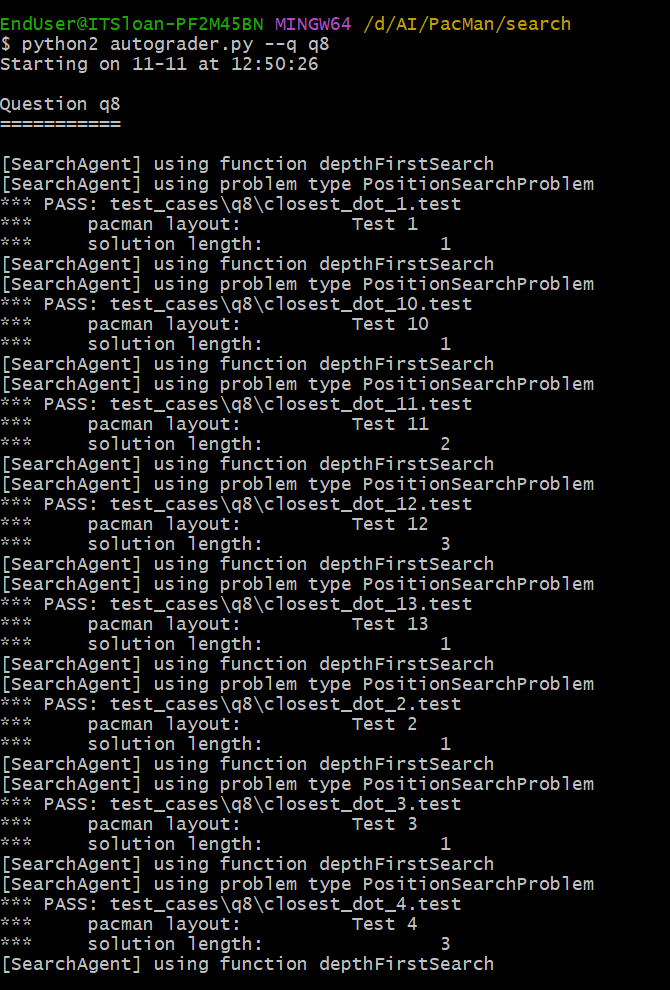 EndUser@ITSloan-PF2M45BN MINGW64 /d/AI/PacMan/search
$ python2 autograder.py --q q8
Starting on 11-11 at 12:50:26

Question q8
===========

[SearchAgent] using function depthFirstSearch
[SearchAgent] using problem type PositionSearchProblem
*** PASS: test_cases\q8\closest_dot_1.test
***     pacman layout:          Test 1
***     solution length:                1
[SearchAgent] using function depthFirstSearch
[SearchAgent] using problem type PositionSearchProblem
*** PASS: test_cases\q8\closest_dot_10.test
***     pacman layout:          Test 10
***     solution length:                1
[SearchAgent] using function depthFirstSearch
[SearchAgent] using problem type PositionSearchProblem
*** PASS: test_cases\q8\closest_dot_11.test
***     pacman layout:          Test 11
***     solution length:                2
[SearchAgent] using function depthFirstSearch
[SearchAgent] using problem type PositionSearchProblem
*** PASS: test_cases\q8\closest_dot_12.test
***     pacman layout:          Test 12
***     solution length:                3
[SearchAgent] using function depthFirstSearch
[SearchAgent] using problem type PositionSearchProblem
*** PASS: test_cases\q8\closest_dot_13.test
***     pacman layout:          Test 13
***     solution length:                1
[SearchAgent] using function depthFirstSearch
[SearchAgent] using problem type PositionSearchProblem
*** PASS: test_cases\q8\closest_dot_2.test
***     pacman layout:          Test 2
***     solution length:                1
[SearchAgent] using function depthFirstSearch
[SearchAgent] using problem type PositionSearchProblem
*** PASS: test_cases\q8\closest_dot_3.test
***     pacman layout:          Test 3
***     solution length:                1
[SearchAgent] using function depthFirstSearch
[SearchAgent] using problem type PositionSearchProblem
*** PASS: test_cases\q8\closest_dot_4.test
***     pacman layout:          Test 4
***     solution length:                3
[SearchAgent] using function depthFirstSearch